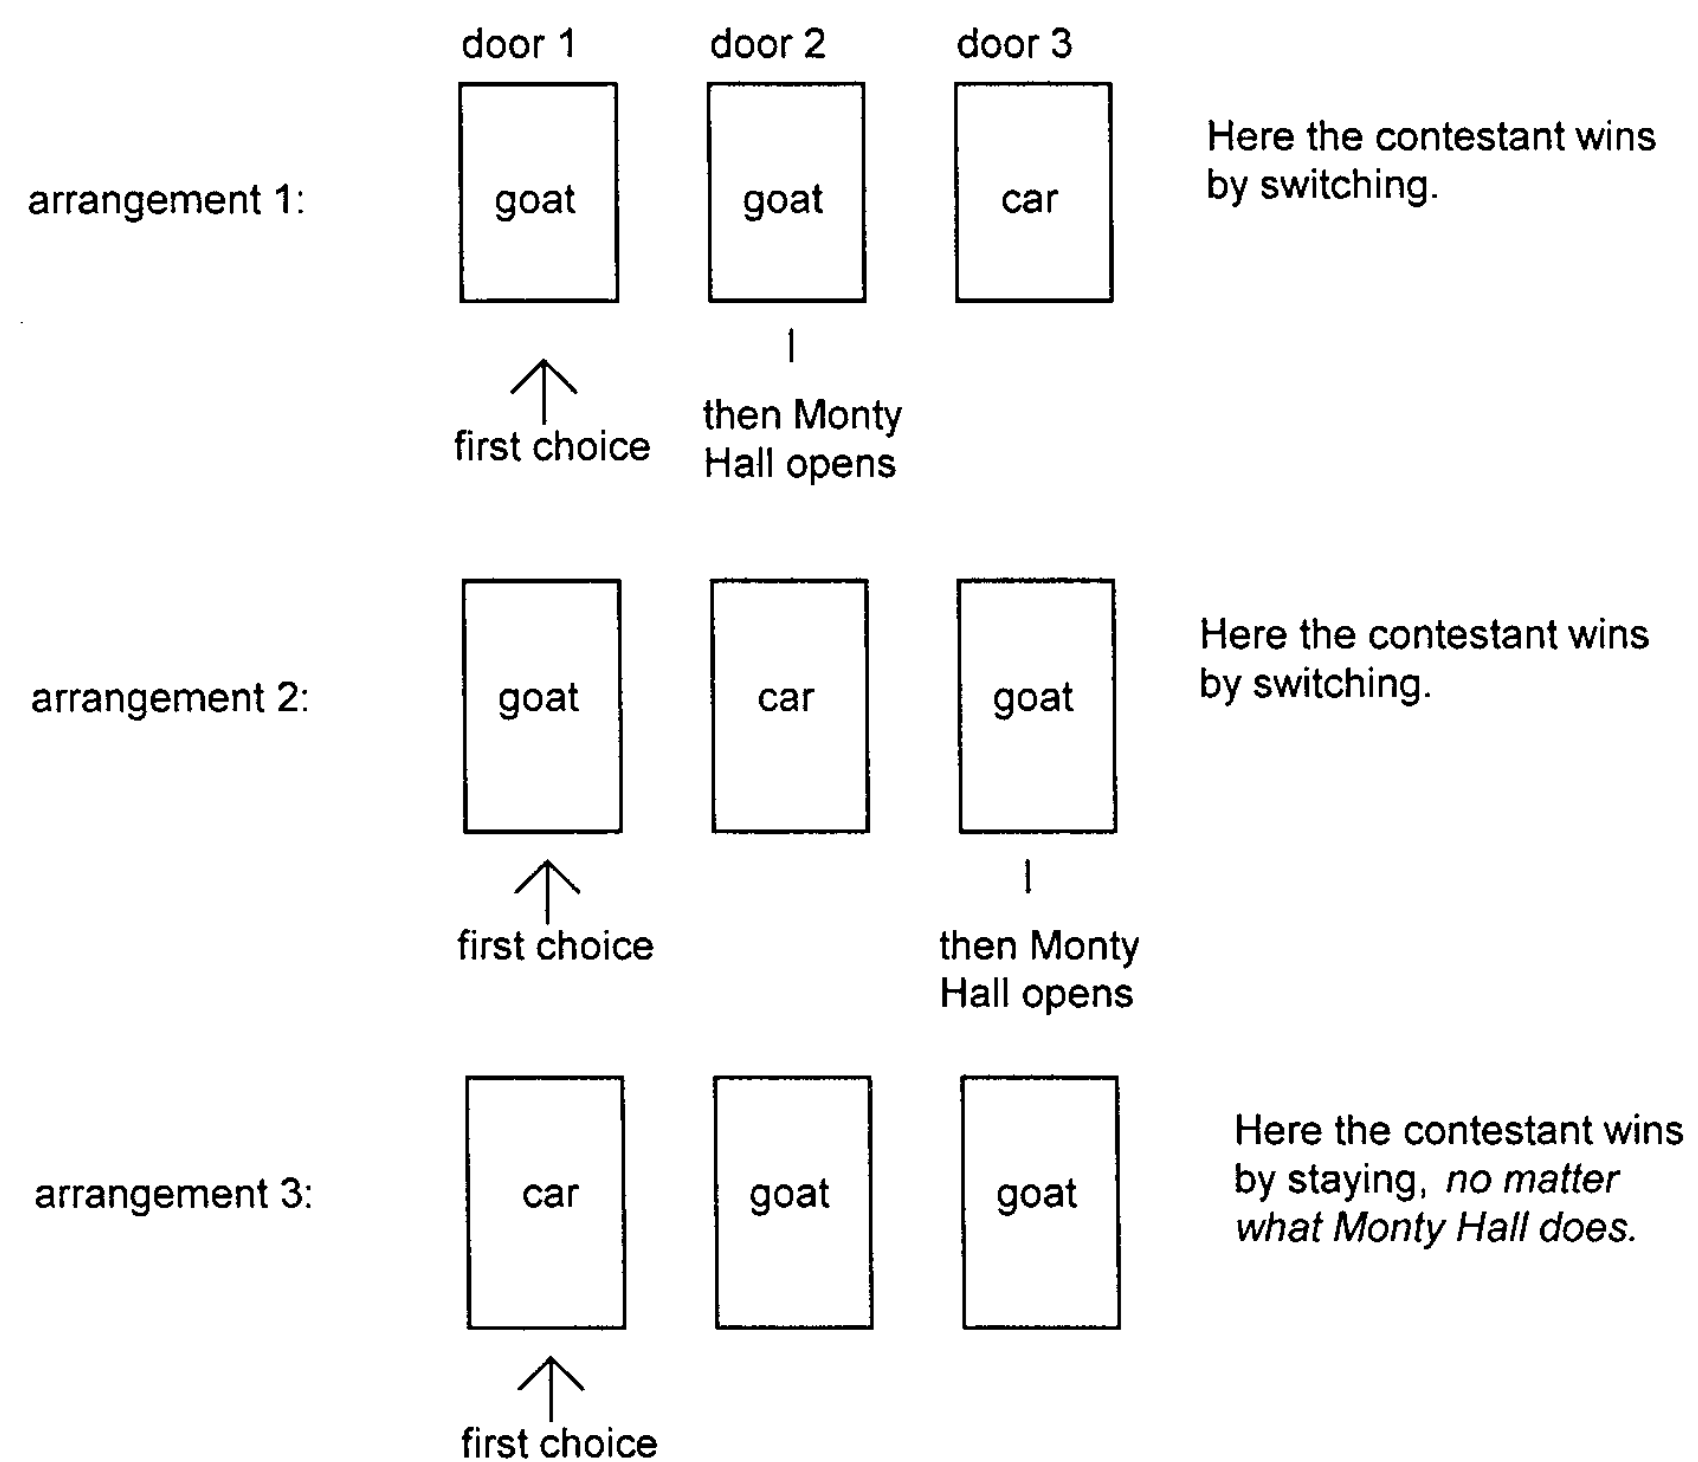 door 1 door 2 door 3
arrangement 1: goat goat car
Here the contestant wins
by switching.
first choice
then Monty
Hall opens
arrangement 2: goat car goat
Here the contestant wins
by switching.
first choice
then Monty
Hall opens
arrangement 3: car goat goat
Here the contestant wins
by staying, no matter
what Monty Hall does.
first choice